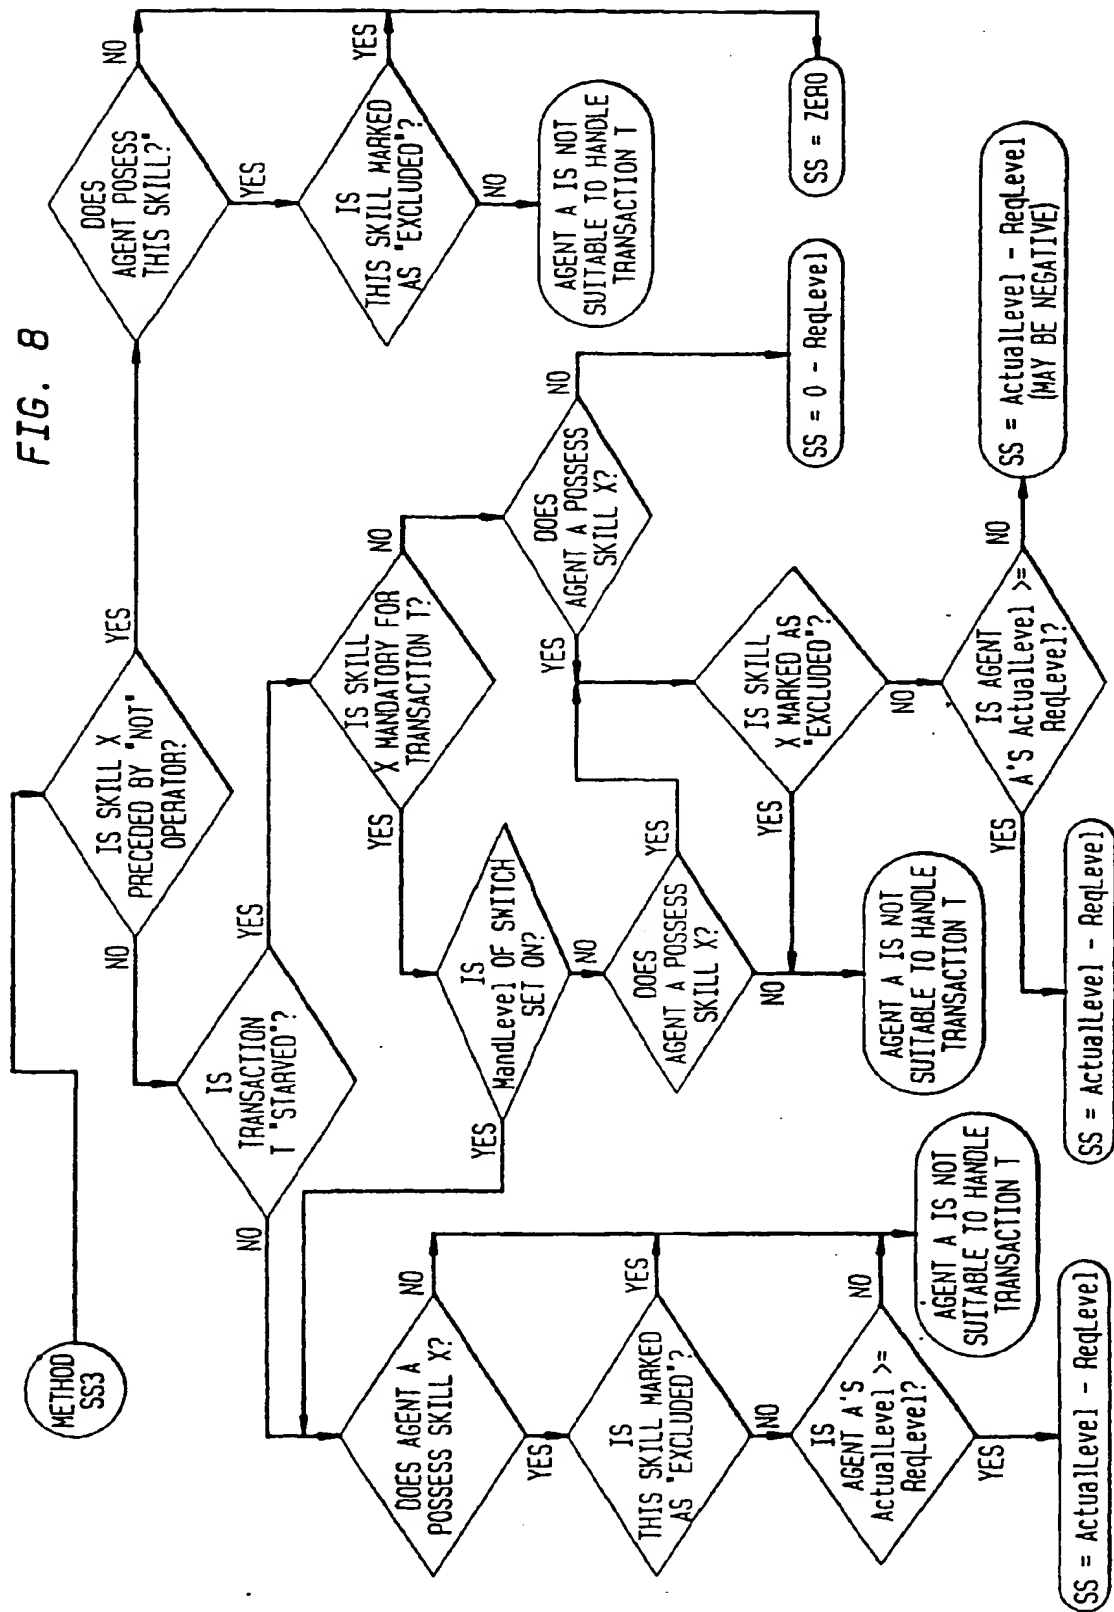 FIG. 8
METHOD
SS3
IS SKILL X
PRECEDED BY "NOT"
OPERATOR?
NO
YES
DOES
AGENT POSESS
THIS SKILL?"
NO
YES
IS
THIS SKILL MARKED
AS "EXCLUDED"?
YES
NO
AGENT A IS NOT
SUITABLE TO HANDLE
TRANSACTION T
SS = ZERO
IS
TRANSACTION
T "STARVED"?
NO
YES
IS SKILL
X MANDATORY FOR
TRANSACTION T?
YES
NO
DOES
AGENT A POSSESS
SKILL X?
YES
NO
SS = 0 - ReqLevel
IS
MandLevel OF SWITCH
SET ON?
YES
NO
DOES
AGENT A POSSESS
SKILL X?
YES
NO
IS SKILL
X MARKED AS
"EXCLUDED"?
YES
NO
AGENT A IS NOT
SUITABLE TO HANDLE
TRANSACTION T
IS AGENT
A'S ActualLevel >=
ReqLevel?
YES
NO
SS = ActualLevel - ReqLevel
SS = ActualLevel - ReqLevel
(MAY BE NEGATIVE)
DOES AGENT A
POSSESS SKILL X?
NO
YES
IS
THIS SKILL MARKED
AS "EXCLUDED"?
YES
NO
IS
AGENT A'S
ActualLevel >=
ReqLevel?
NO
YES
AGENT A IS NOT
SUITABLE TO HANDLE
TRANSACTION T
SS = ActualLevel - ReqLevel